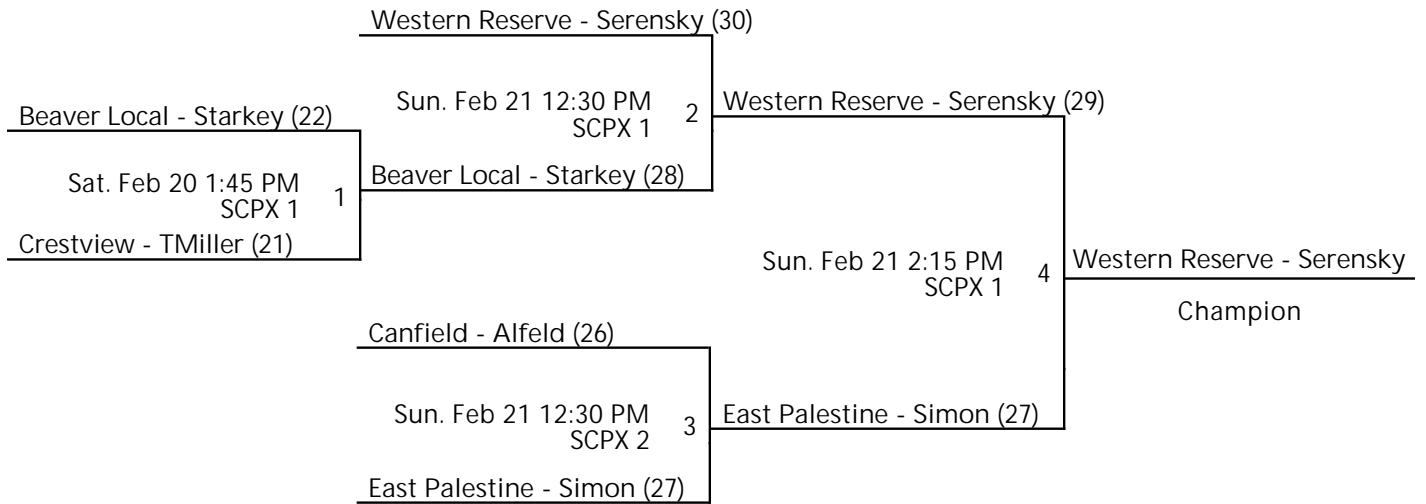 Western Reserve - Serensky (30)
Sun. Feb 21 12:30 PM
SCPX 1
2
Western Reserve - Serensky (29)
Beaver Local - Starkey (22)
Sat. Feb 20 1:45 PM
SCPX 1
1
Beaver Local - Starkey (28)
Crestview - TMiller (21)
Sun. Feb 21 2:15 PM
SCPX 1
4
Western Reserve - Serensky
Champion
Canfield - Alfeld (26)
Sun. Feb 21 12:30 PM
SCPX 2
3
East Palestine - Simon (27)
East Palestine - Simon (27)